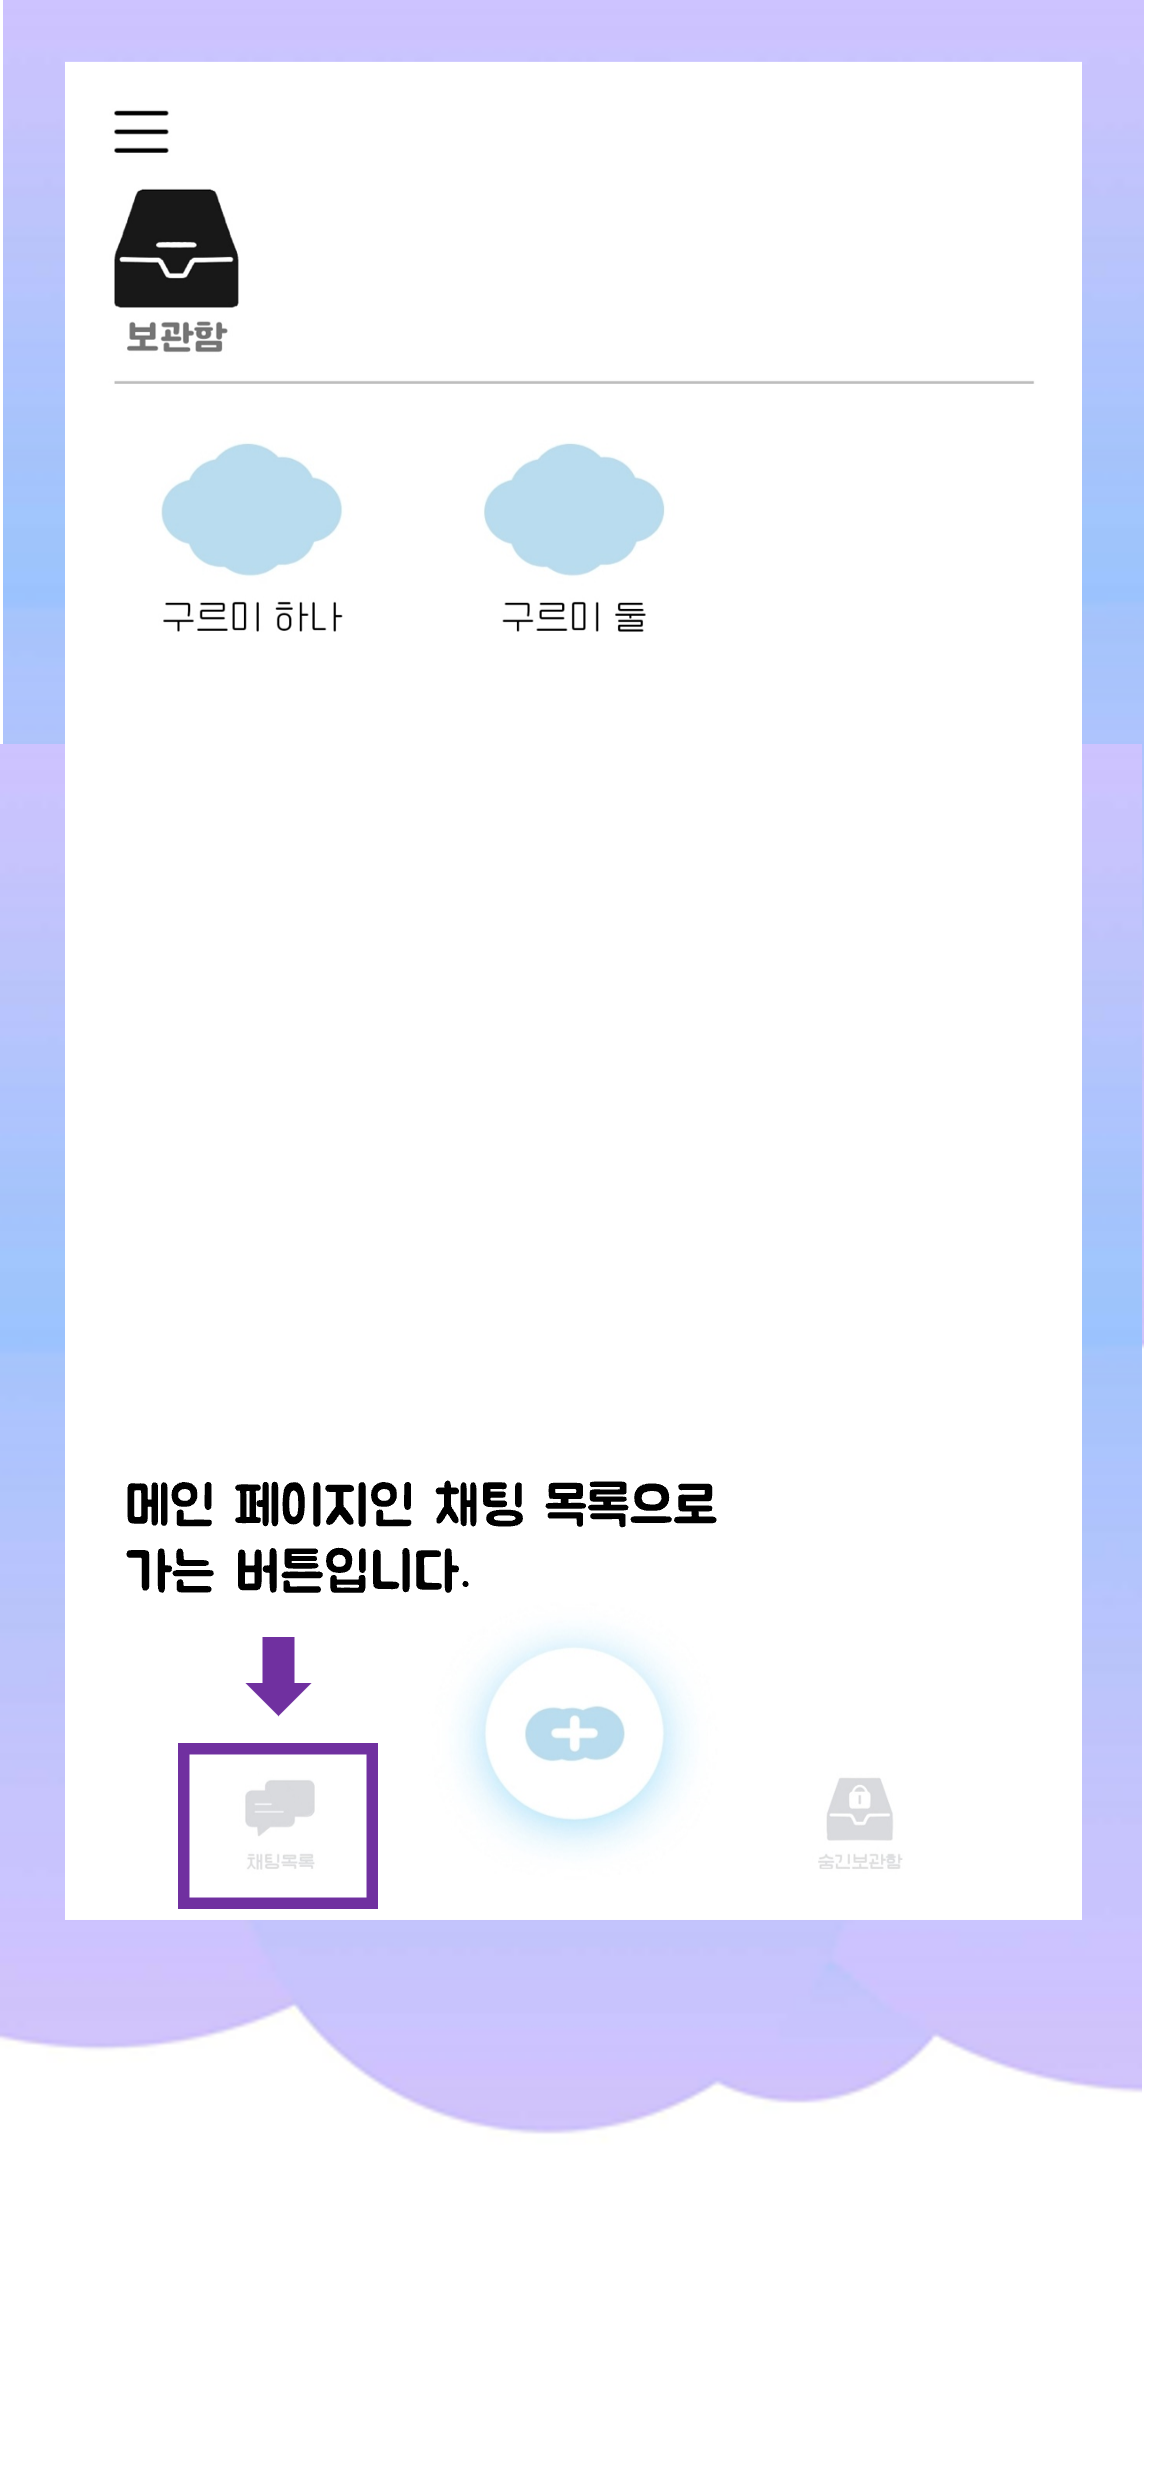 보관함
구르미 하나
구르미 둘
메인 페이지인 채팅 목록으로
가는 버튼입니다.
채팅목록
숨긴보관함